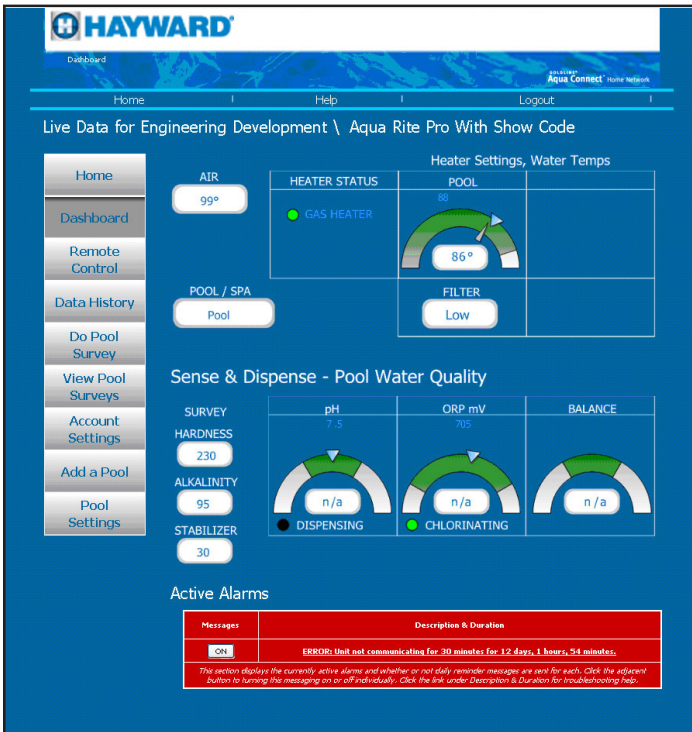 HAYWARD®
Dashboard
GOLDLINE™
Aqua Connect® Home Network
Home | Help | Logout |
Live Data for Engineering Development \ Aqua Rite Pro With Show Code
Home
Dashboard
Remote
Control
Data History
Do Pool
Survey
View Pool
Surveys
Account
Settings
Add a Pool
Pool
Settings
AIR
99°
Heater Settings, Water Temps
HEATER STATUS
GAS HEATER
POOL
88
86°
POOL / SPA
Pool
FILTER
Low
Sense & Dispense - Pool Water Quality
SURVEY
HARDNESS
230
ALKALINITY
95
STABILIZER
30
pH
7.5
n/a
DISPENSING
ORP mV
705
n/a
CHLORINATING
BALANCE
n/a
Active Alarms
Messages
Description & Duration
ON
ERROR: Unit not communicating for 30 minutes for 12 days, 1 hours, 54 minutes.
This section displays the currently active alarms and whether or not daily reminder messages are sent for each. Click the adjacent
button to turning this messaging on or off individually. Click the link under Description & Duration for troubleshooting help.